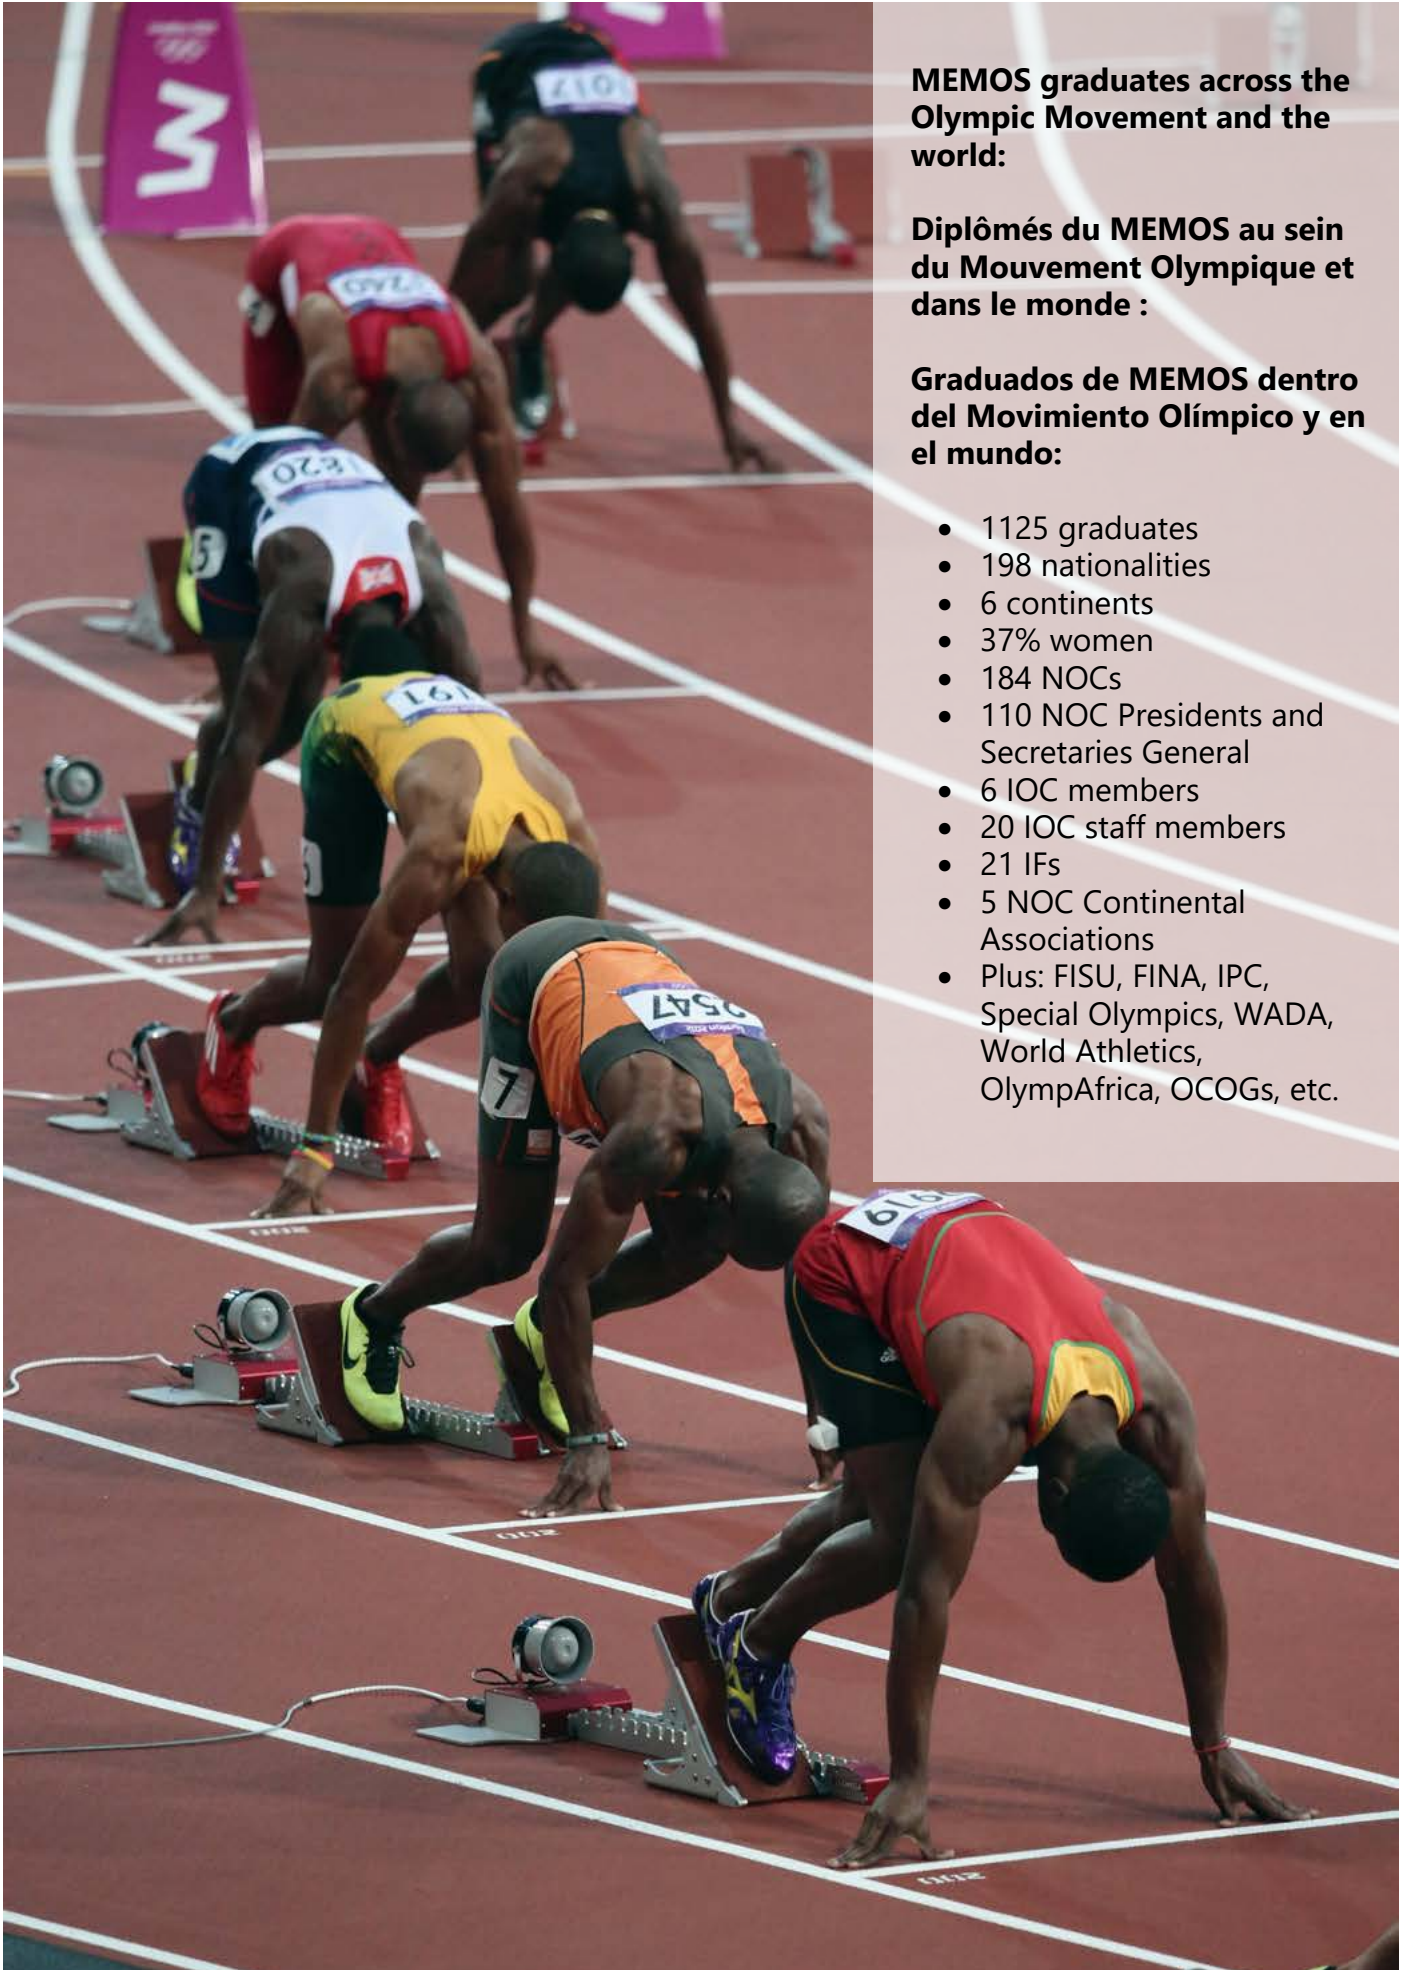 MEMOS graduates across the
Olympic Movement and the
world:
Diplômés du MEMOS au sein
du Mouvement Olympique et
dans le monde :
Graduados de MEMOS dentro
del Movimiento Olímpico y en
el mundo:
• 1125 graduates
• 198 nationalities
• 6 continents
• 37% women
• 184 NOCs
• 110 NOC Presidents and
Secretaries General
• 6 IOC members
• 20 IOC staff members
• 21 IFs
• 5 NOC Continental
Associations
• Plus: FISU, FINA, IPC,
Special Olympics, WADA,
World Athletics,
OlympAfrica, OCOGs, etc.
2547
7